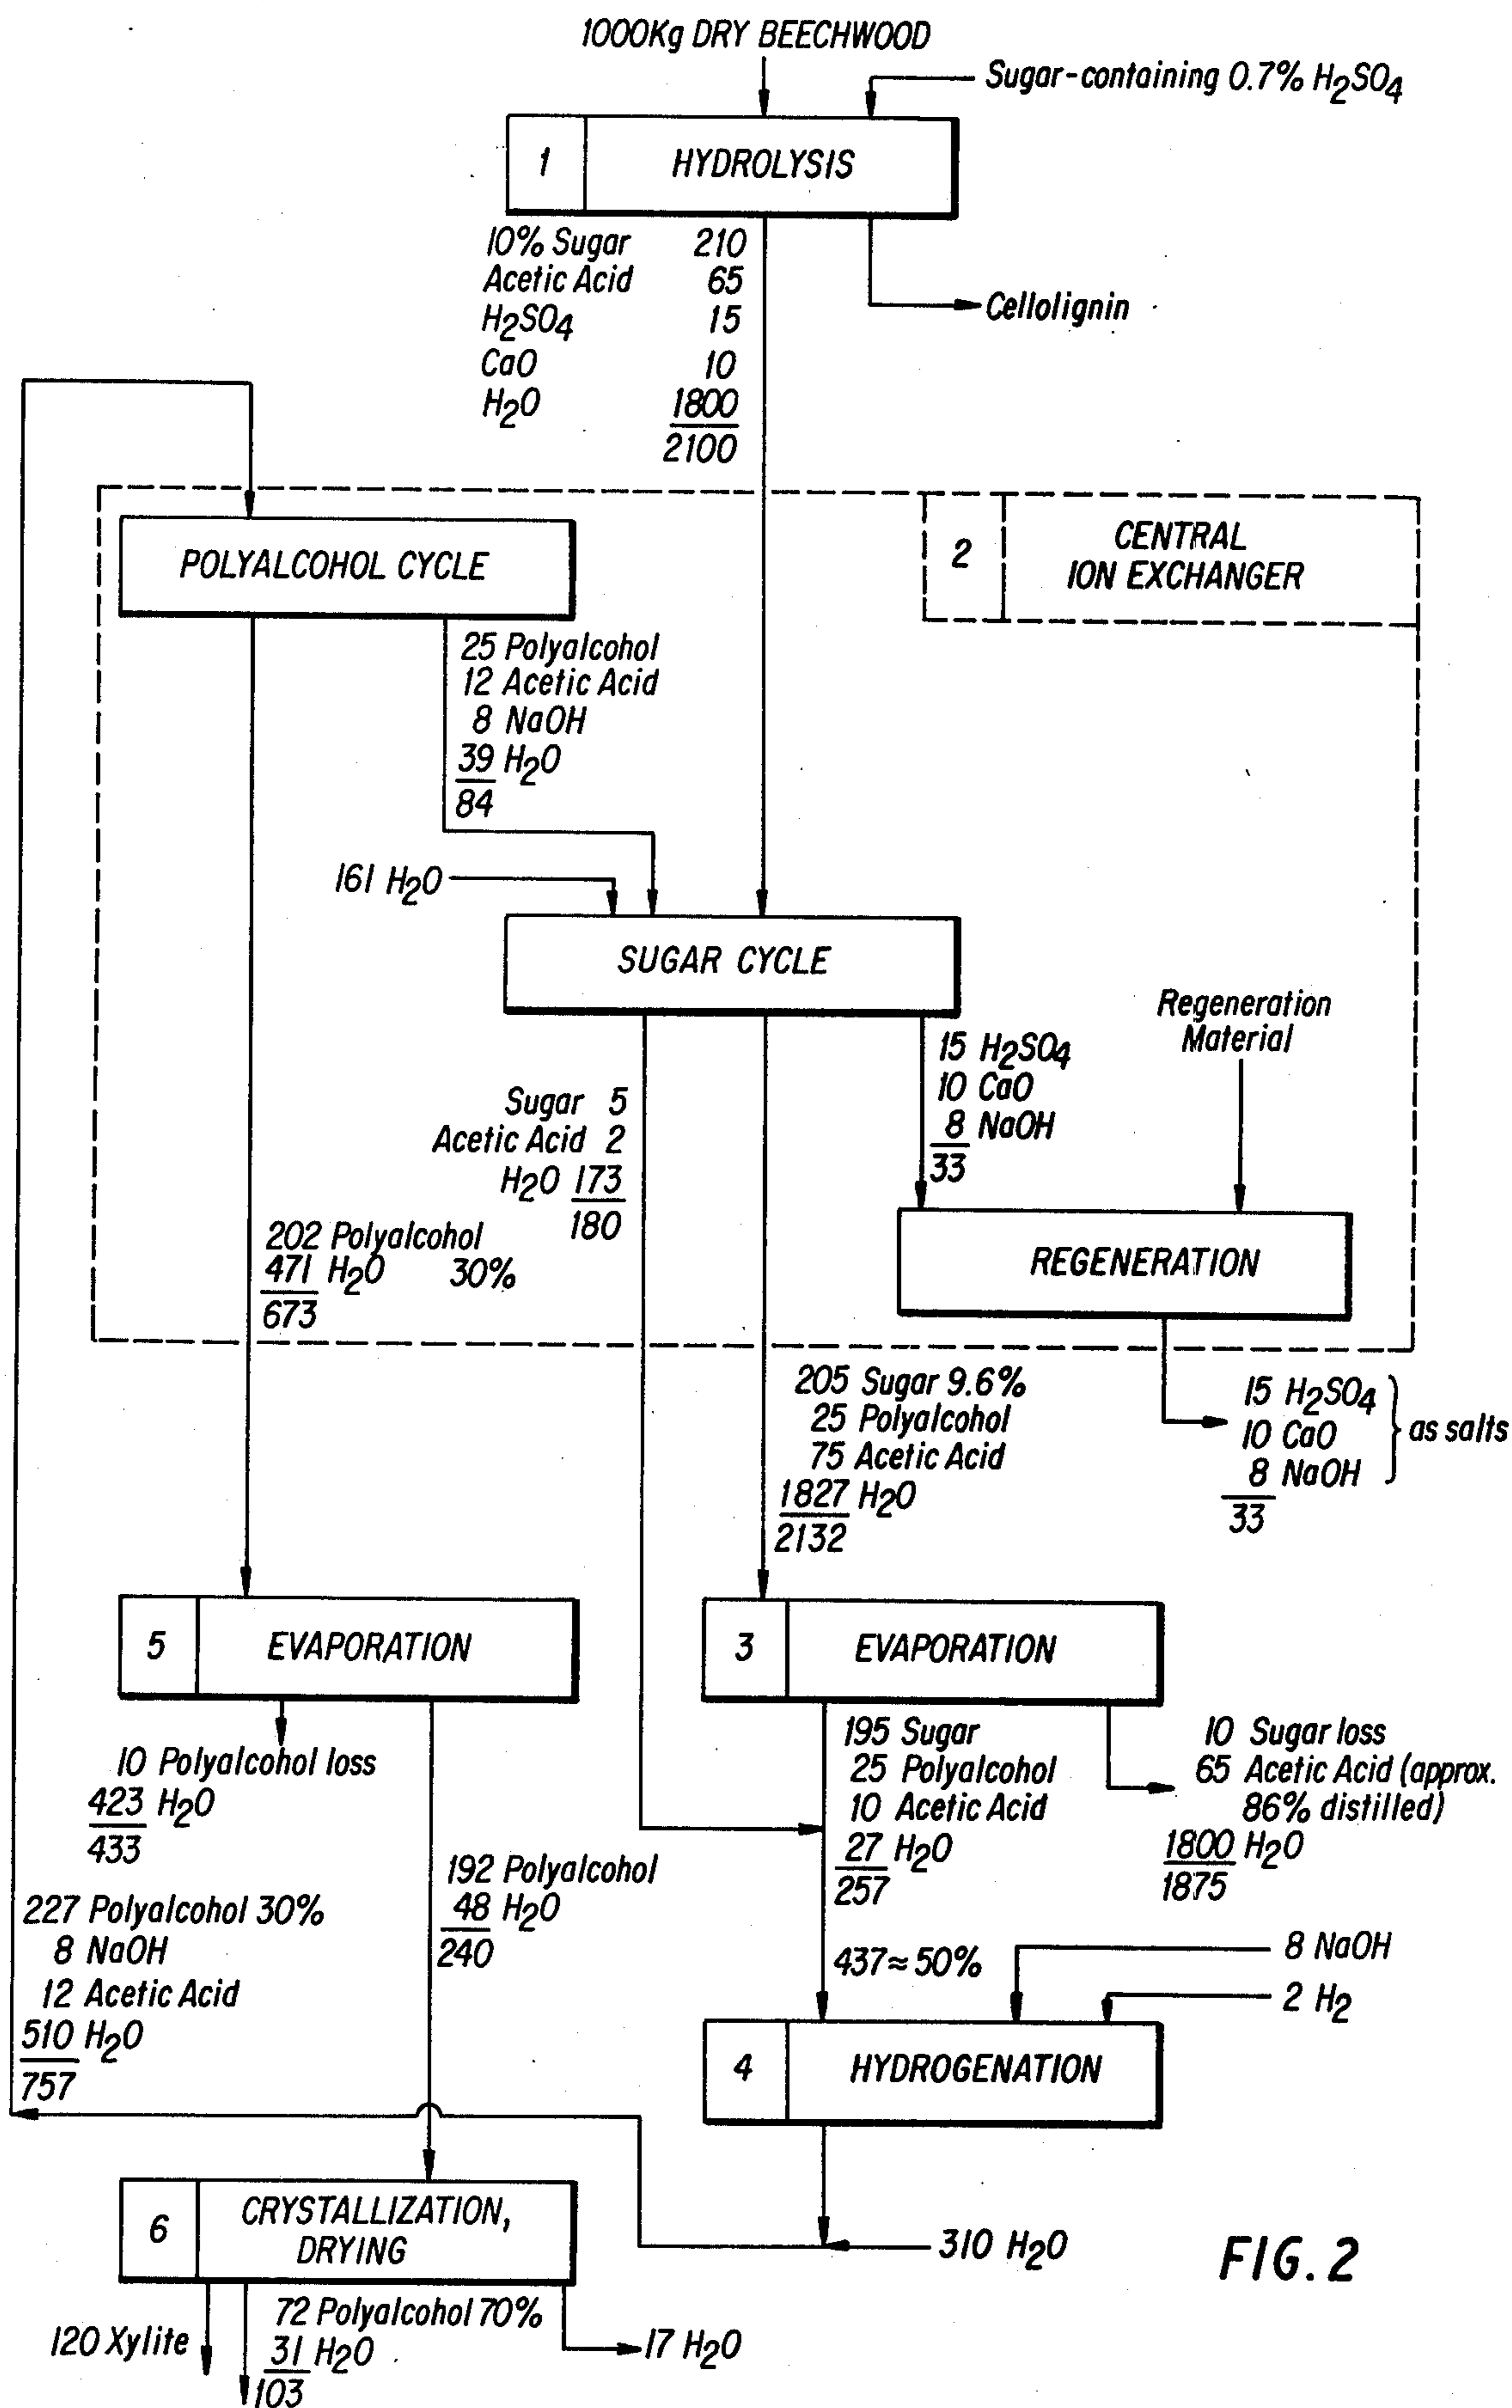 1000Kg DRY BEECHWOOD
Sugar-containing 0.7% H2SO4
1 HYDROLYSIS
10% Sugar 210
Acetic Acid 65
H2SO4 15
CaO 10
H2O 1800
2100
Cellolignin
2 CENTRAL
ION EXCHANGER
POLYALCOHOL CYCLE
25 Polyalcohol
12 Acetic Acid
8 NaOH
39 H2O
84
161 H2O
SUGAR CYCLE
Regeneration
Material
15 H2SO4
10 CaO
8 NaOH
33
Sugar 5
Acetic Acid 2
H2O 173
180
REGENERATION
202 Polyalcohol
471 H2O 30%
673
205 Sugar 9.6%
25 Polyalcohol
75 Acetic Acid
1827 H2O
2132
15 H2SO4
10 CaO
8 NaOH
33
as salts
5 EVAPORATION
3 EVAPORATION
10 Polyalcohol loss
423 H2O
433
195 Sugar
25 Polyalcohol
10 Acetic Acid
27 H2O
257
10 Sugar loss
65 Acetic Acid (approx.
86% distilled)
1800 H2O
1875
192 Polyalcohol
48 H2O
240
227 Polyalcohol 30%
8 NaOH
12 Acetic Acid
510 H2O
757
437≈50%
8 NaOH
2 H2
4 HYDROGENATION
6 CRYSTALLIZATION,
DRYING
310 H2O
FIG. 2
120 Xylite
72 Polyalcohol 70%
31 H2O
103
17 H2O